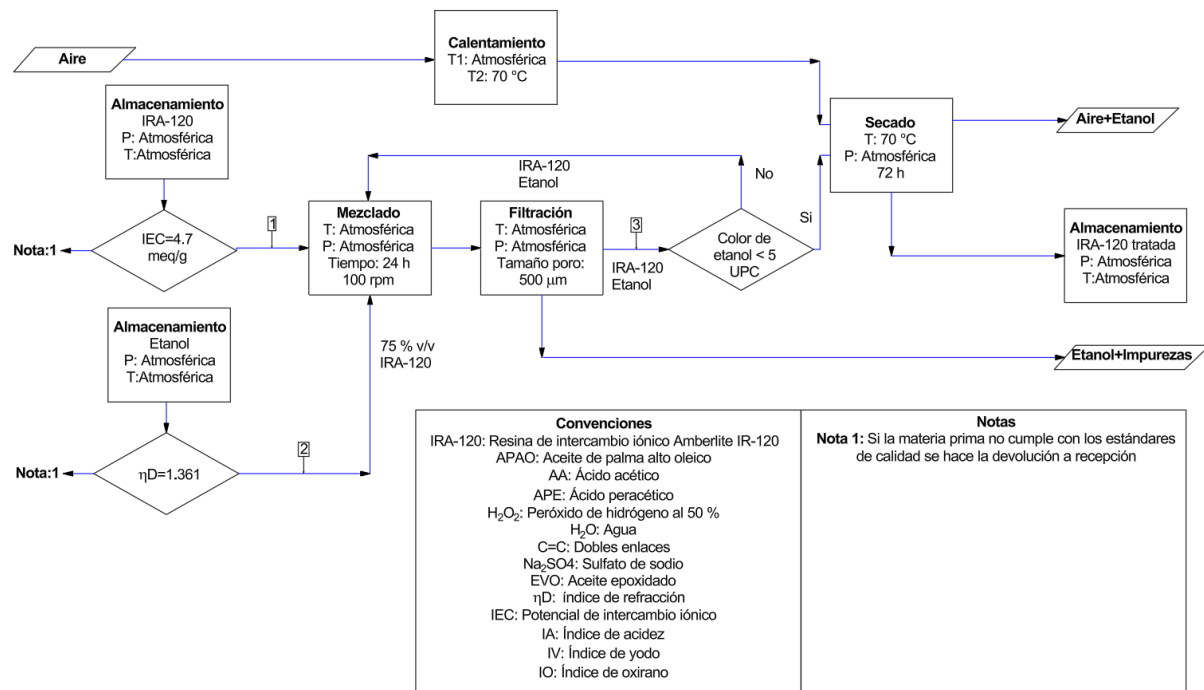 Aire
Calentamiento
T1: Atmosférica
T2: 70 °C
Almacenamiento
IRA-120
P: Atmosférica
T:Atmosférica
Secado
T: 70 °C
P: Atmosférica
72 h
Aire+Etanol
IRA-120
Etanol
No
Nota:1
IEC=4.7
meq/g
1
Mezclado
T: Atmosférica
P: Atmosférica
Tiempo: 24 h
100 rpm
Filtración
T: Atmosférica
P: Atmosférica
Tamaño poro:
500 µm
3
IRA-120
Etanol
Color de
etanol < 5
UPC
Si
Almacenamiento
IRA-120 tratada
P: Atmosférica
T:Atmosférica
Almacenamiento
Etanol
P: Atmosférica
T:Atmosférica
75 % v/v
IRA-120
Etanol+Impurezas
Nota:1
ηD=1.361
2
Convenciones
IRA-120: Resina de intercambio iónico Amberlite IR-120
APAO: Aceite de palma alto oleico
AA: Ácido acético
APE: Ácido peracético
H₂O₂: Peróxido de hidrógeno al 50 %
H₂O: Agua
C=C: Dobles enlaces
Na₂SO4: Sulfato de sodio
EVO: Aceite epoxidado
ηD: índice de refracción
IEC: Potencial de intercambio iónico
IA: Índice de acidez
IV: Índice de yodo
IO: Índice de oxirano
Notas
Nota 1: Si la materia prima no cumple con los estándares
de calidad se hace la devolución a recepción